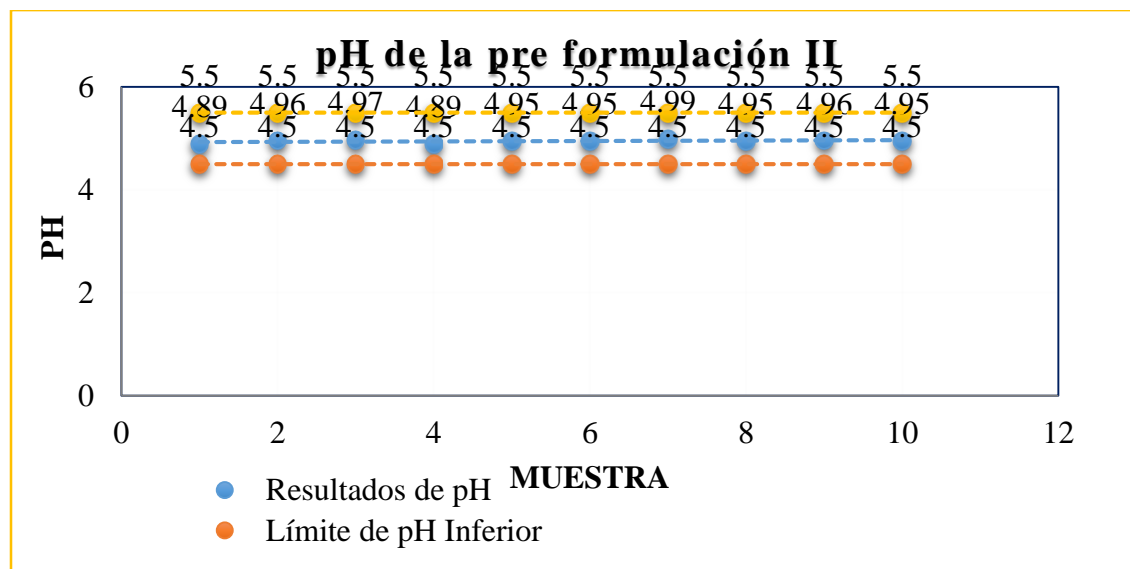 pH de la pre formulación II
5.5 5.5 5.5 5.5 5.5 5.5 5.5 5.5 5.5 5.5
4.89 4.96 4.97 4.89 4.95 4.95 4.99 4.95 4.96 4.95
4.5 4.5 4.5 4.5 4.5 4.5 4.5 4.5 4.5 4.5
6
4
2
0
PH
0 2 4 6 8 10 12
MUESTRA
Resultados de pH
Límite de pH Inferior